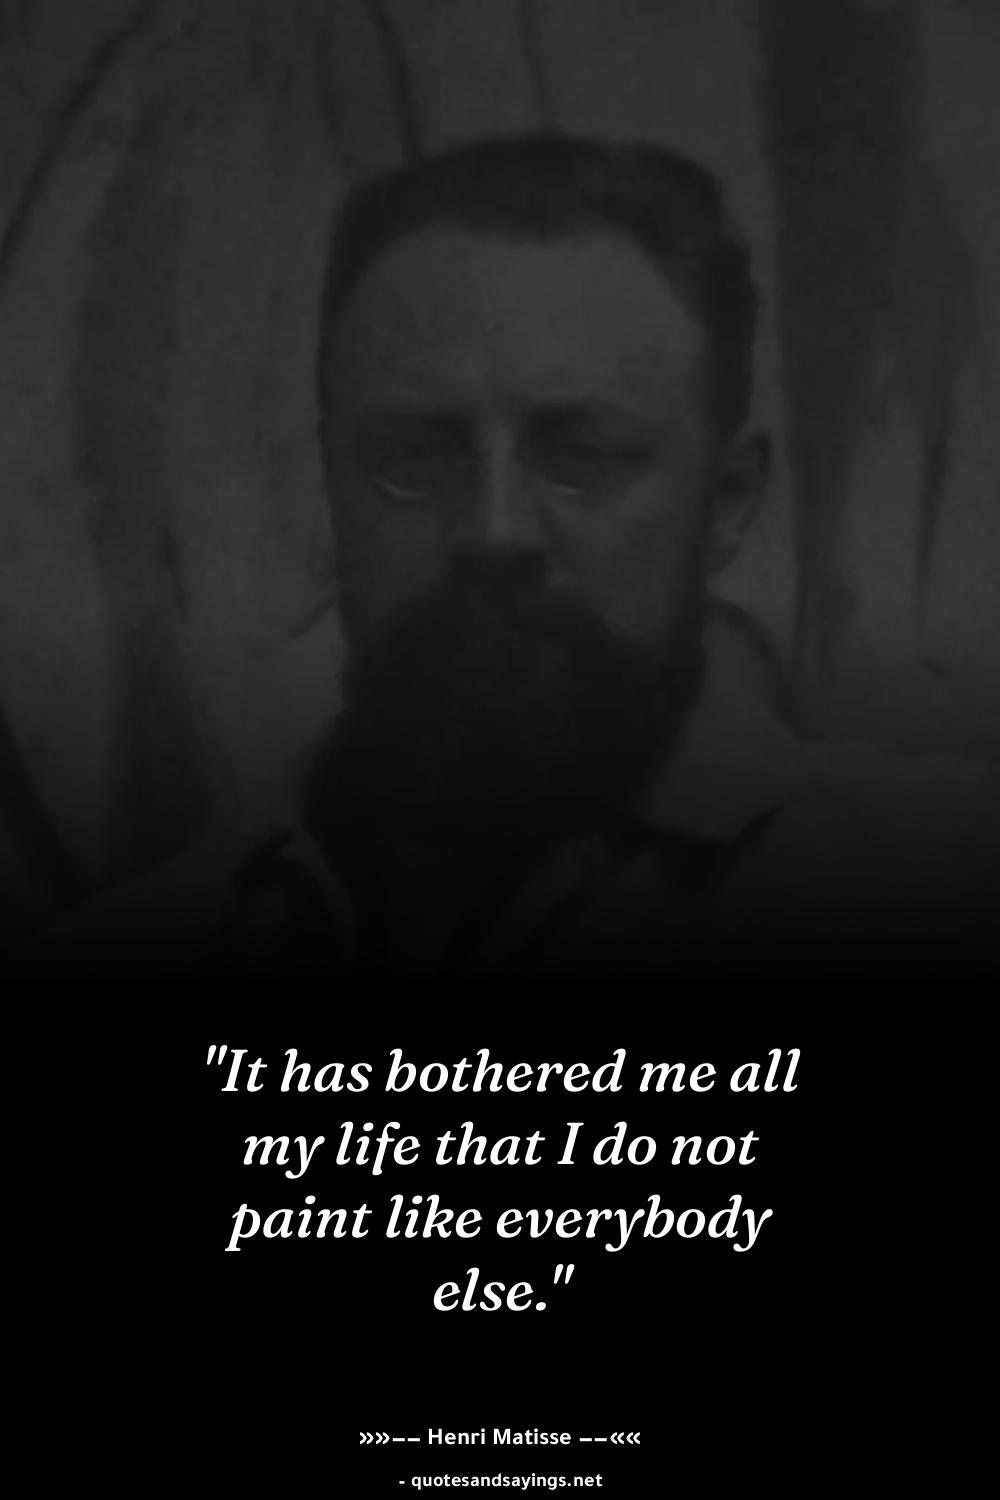 "It has bothered me all
my life that I do not
paint like everybody
else."
»»−− Henri Matisse −−««
- quotesandsayings.net